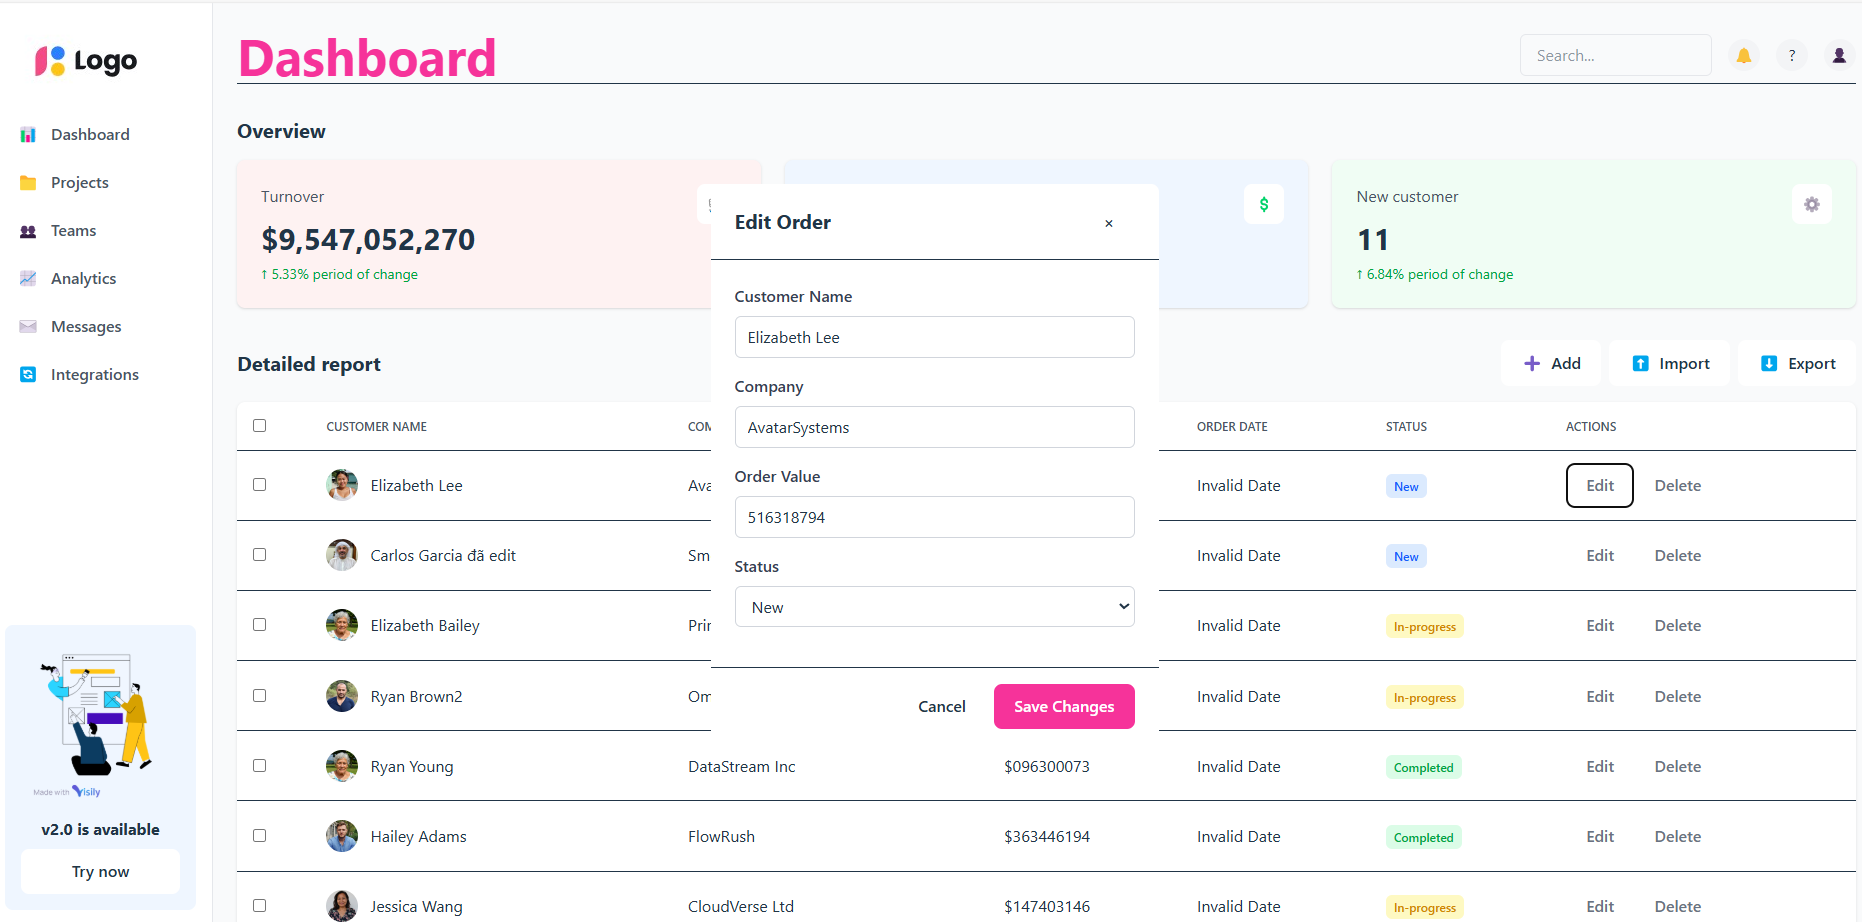 Logo
Dashboard
Projects
Teams
Analytics
Messages
Integrations
Made with Visily
v2.0 is available
Try now
Dashboard
Search...
?
Overview
Turnover
$9,547,052,270
↑ 5.33% period of change
$
New customer
11
↑ 6.84% period of change
Detailed report
Add
Import
Export
CUSTOMER NAME COM ORDER DATE STATUS ACTIONS
Elizabeth Lee Ava Invalid Date New Edit Delete
Carlos Garcia đã edit Sm Invalid Date New Edit Delete
Elizabeth Bailey Pri Invalid Date In-progress Edit Delete
Ryan Brown2 Om Invalid Date In-progress Edit Delete
Ryan Young DataStream Inc $096300073 Invalid Date Completed Edit Delete
Hailey Adams FlowRush $363446194 Invalid Date Completed Edit Delete
Jessica Wang CloudVerse Ltd $147403146 Invalid Date In-progress Edit Delete
Edit Order ×
Customer Name
Elizabeth Lee
Company
AvatarSystems
Order Value
516318794
Status
New
Cancel Save Changes